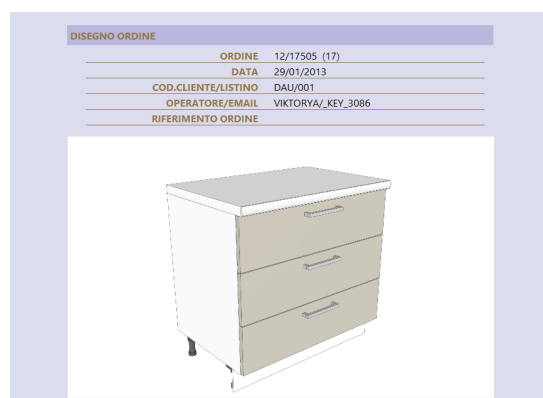 DISEGNO ORDINE
ORDINE 12/17505 (17)
DATA 29/01/2013
COD.CLIENTE/LISTINO DAU/001
OPERATORE/EMAIL VIKTORYA/_KEY_3086
RIFERIMENTO ORDINE